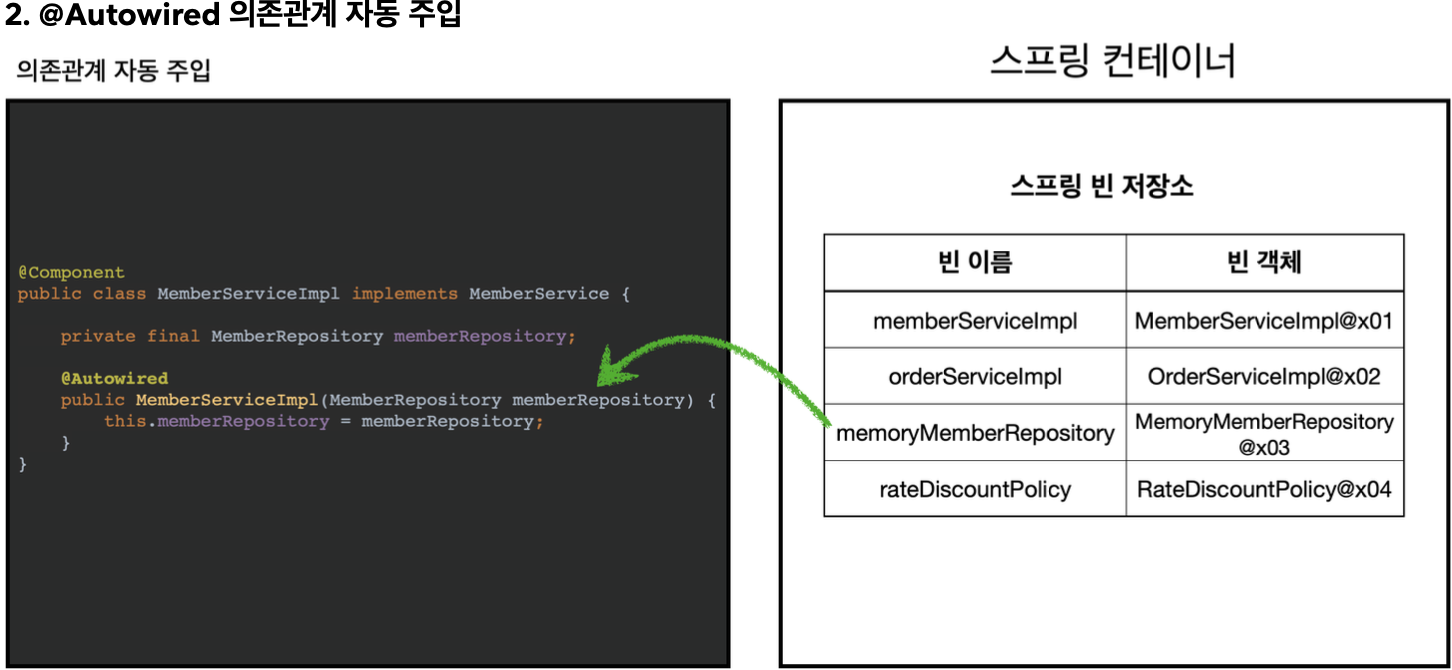 2. @Autowired 의존관계 자동 주입
의존관계 자동 주입
@Component
public class MemberServiceImpl implements MemberService {
private final MemberRepository memberRepository;
@Autowired
public MemberServiceImpl(MemberRepository memberRepository) {
this.memberRepository = memberRepository;
}
}
스프링 컨테이너
스프링 빈 저장소
빈 이름 빈 객체
memberServiceImpl MemberServiceImpl@x01
orderServiceImpl OrderServiceImpl@x02
memoryMemberRepository MemoryMemberRepository
@x03
rateDiscountPolicy RateDiscountPolicy@x04